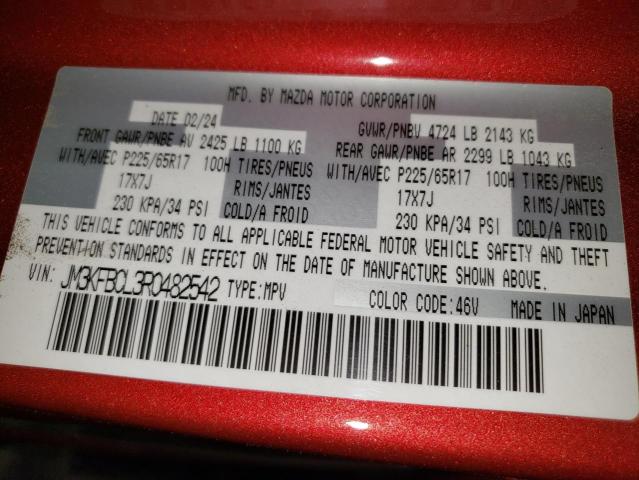 MFD. BY MAZDA MOTOR CORPORATION
DATE 02/24 GVWR/PNBV 4724 LB 2143 KG
FRONT GAWR/PNBE AV 2425 LB 1100 KG REAR GAWR/PNBE AR 2299 LB 1043 KG
WITH/AVEC P225/65R17 100H TIRES/PNEUS WITH/AVEC P225/65R17 100H TIRES/PNEUS
17X7J RIMS/JANTES 17X7J RIMS/JANTES
230 KPA/34 PSI COLD/A FROID 230 KPA/34 PSI COLD/A FROID
THIS VEHICLE CONFORMS TO ALL APPLICABLE FEDERAL MOTOR VEHICLE SAFETY AND THEFT
PREVENTION STANDARDS IN EFFECT ON THE DATE OF MANUFACTURE SHOWN ABOVE.
VIN: JM3KFBCL3R0482542 TYPE:MPV COLOR CODE:46V MADE IN JAPAN